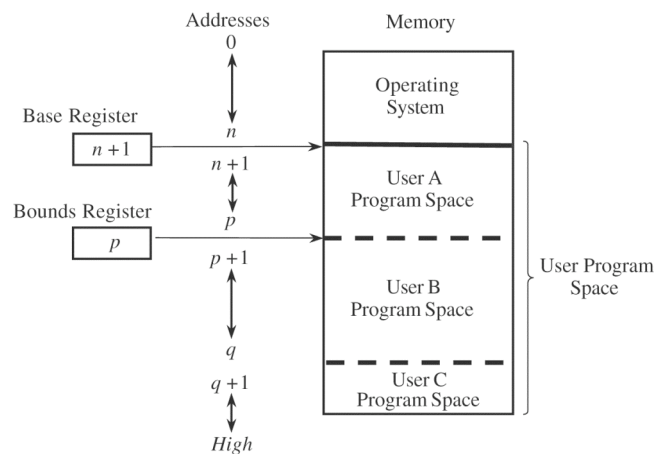 Addresses
Memory
0
Operating
System
Base Register
n
n + 1
n + 1
User A
Program Space
Bounds Register
p
p
p + 1
User B
Program Space
User Program
Space
q
q + 1
User C
Program Space
High